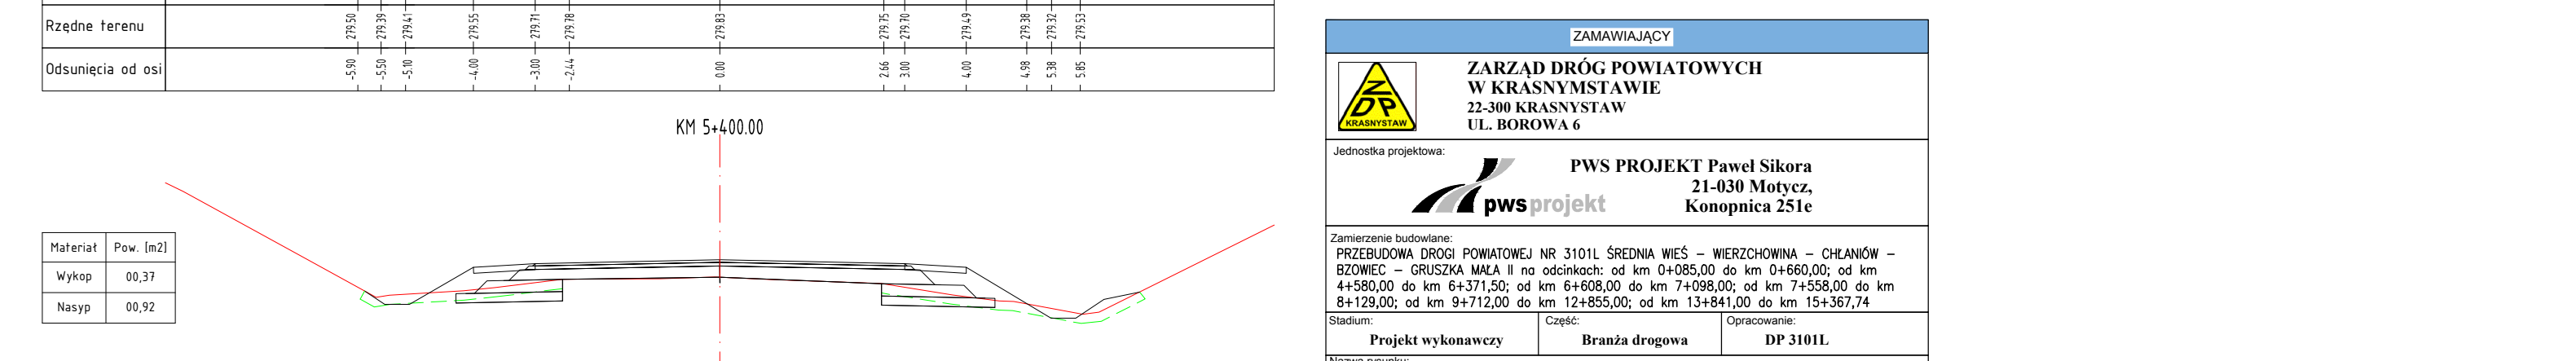 Rzędne terenu
279.50 279.39 279.41 279.55 279.71 279.78 279.83 279.75 279.70 279.49 279.38 279.32 279.53
Odsunięcia od osi
-5.90 -5.50 -5.10 -4.00 -3.00 -2.44 0.00 2.66 3.00 4.00 4.98 5.38 5.85
KM 5+400.00
Materiał Pow. [m2]
Wykop 00,37
Nasyp 00,92
ZAMAWIAJĄCY
ZDP
KRASNYSTAW
ZARZĄD DRÓG POWIATOWYCH
W KRASNYMSTAWIE
22-300 KRASNYSTAW
UL. BOROWA 6
Jednostka projektowa:
pwsprojekt
PWS PROJEKT Paweł Sikora
21-030 Motycz,
Konopnica 251e
Zamierzenie budowlane:
PRZEBUDOWA DROGI POWIATOWEJ NR 3101L ŚREDNIA WIEŚ – WIERZCHOWINA – CHŁANIÓW –
BZOWIEC – GRUSZKA MAŁA II na odcinkach: od km 0+085,00 do km 0+660,00; od km
4+580,00 do km 6+371,50; od km 6+608,00 do km 7+098,00; od km 7+558,00 do km
8+129,00; od km 9+712,00 do km 12+855,00; od km 13+841,00 do km 15+367,74
Stadium:
Projekt wykonawczy
Część:
Branża drogowa
Opracowanie:
DP 3101L
Nazwa rysunku: